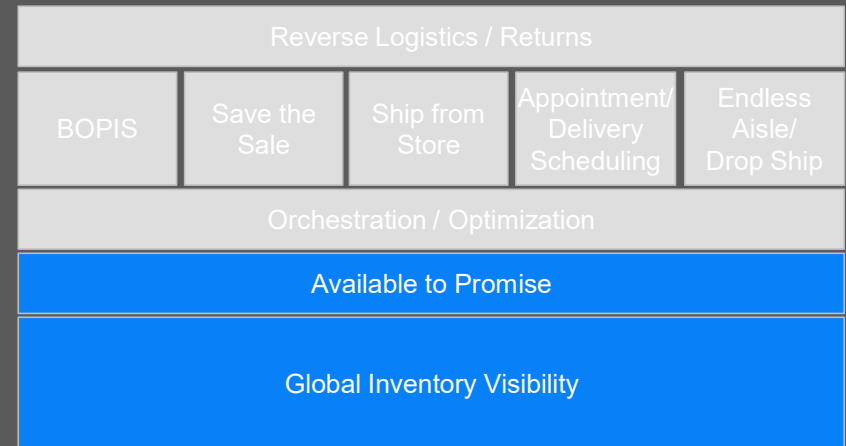 Reverse Logistics / Returns
BOPIS
Save the
Sale
Ship from
Store
Appointment/
Delivery
Scheduling
Endless
Aisle/
Drop Ship
Orchestration / Optimization
Available to Promise
Global Inventory Visibility